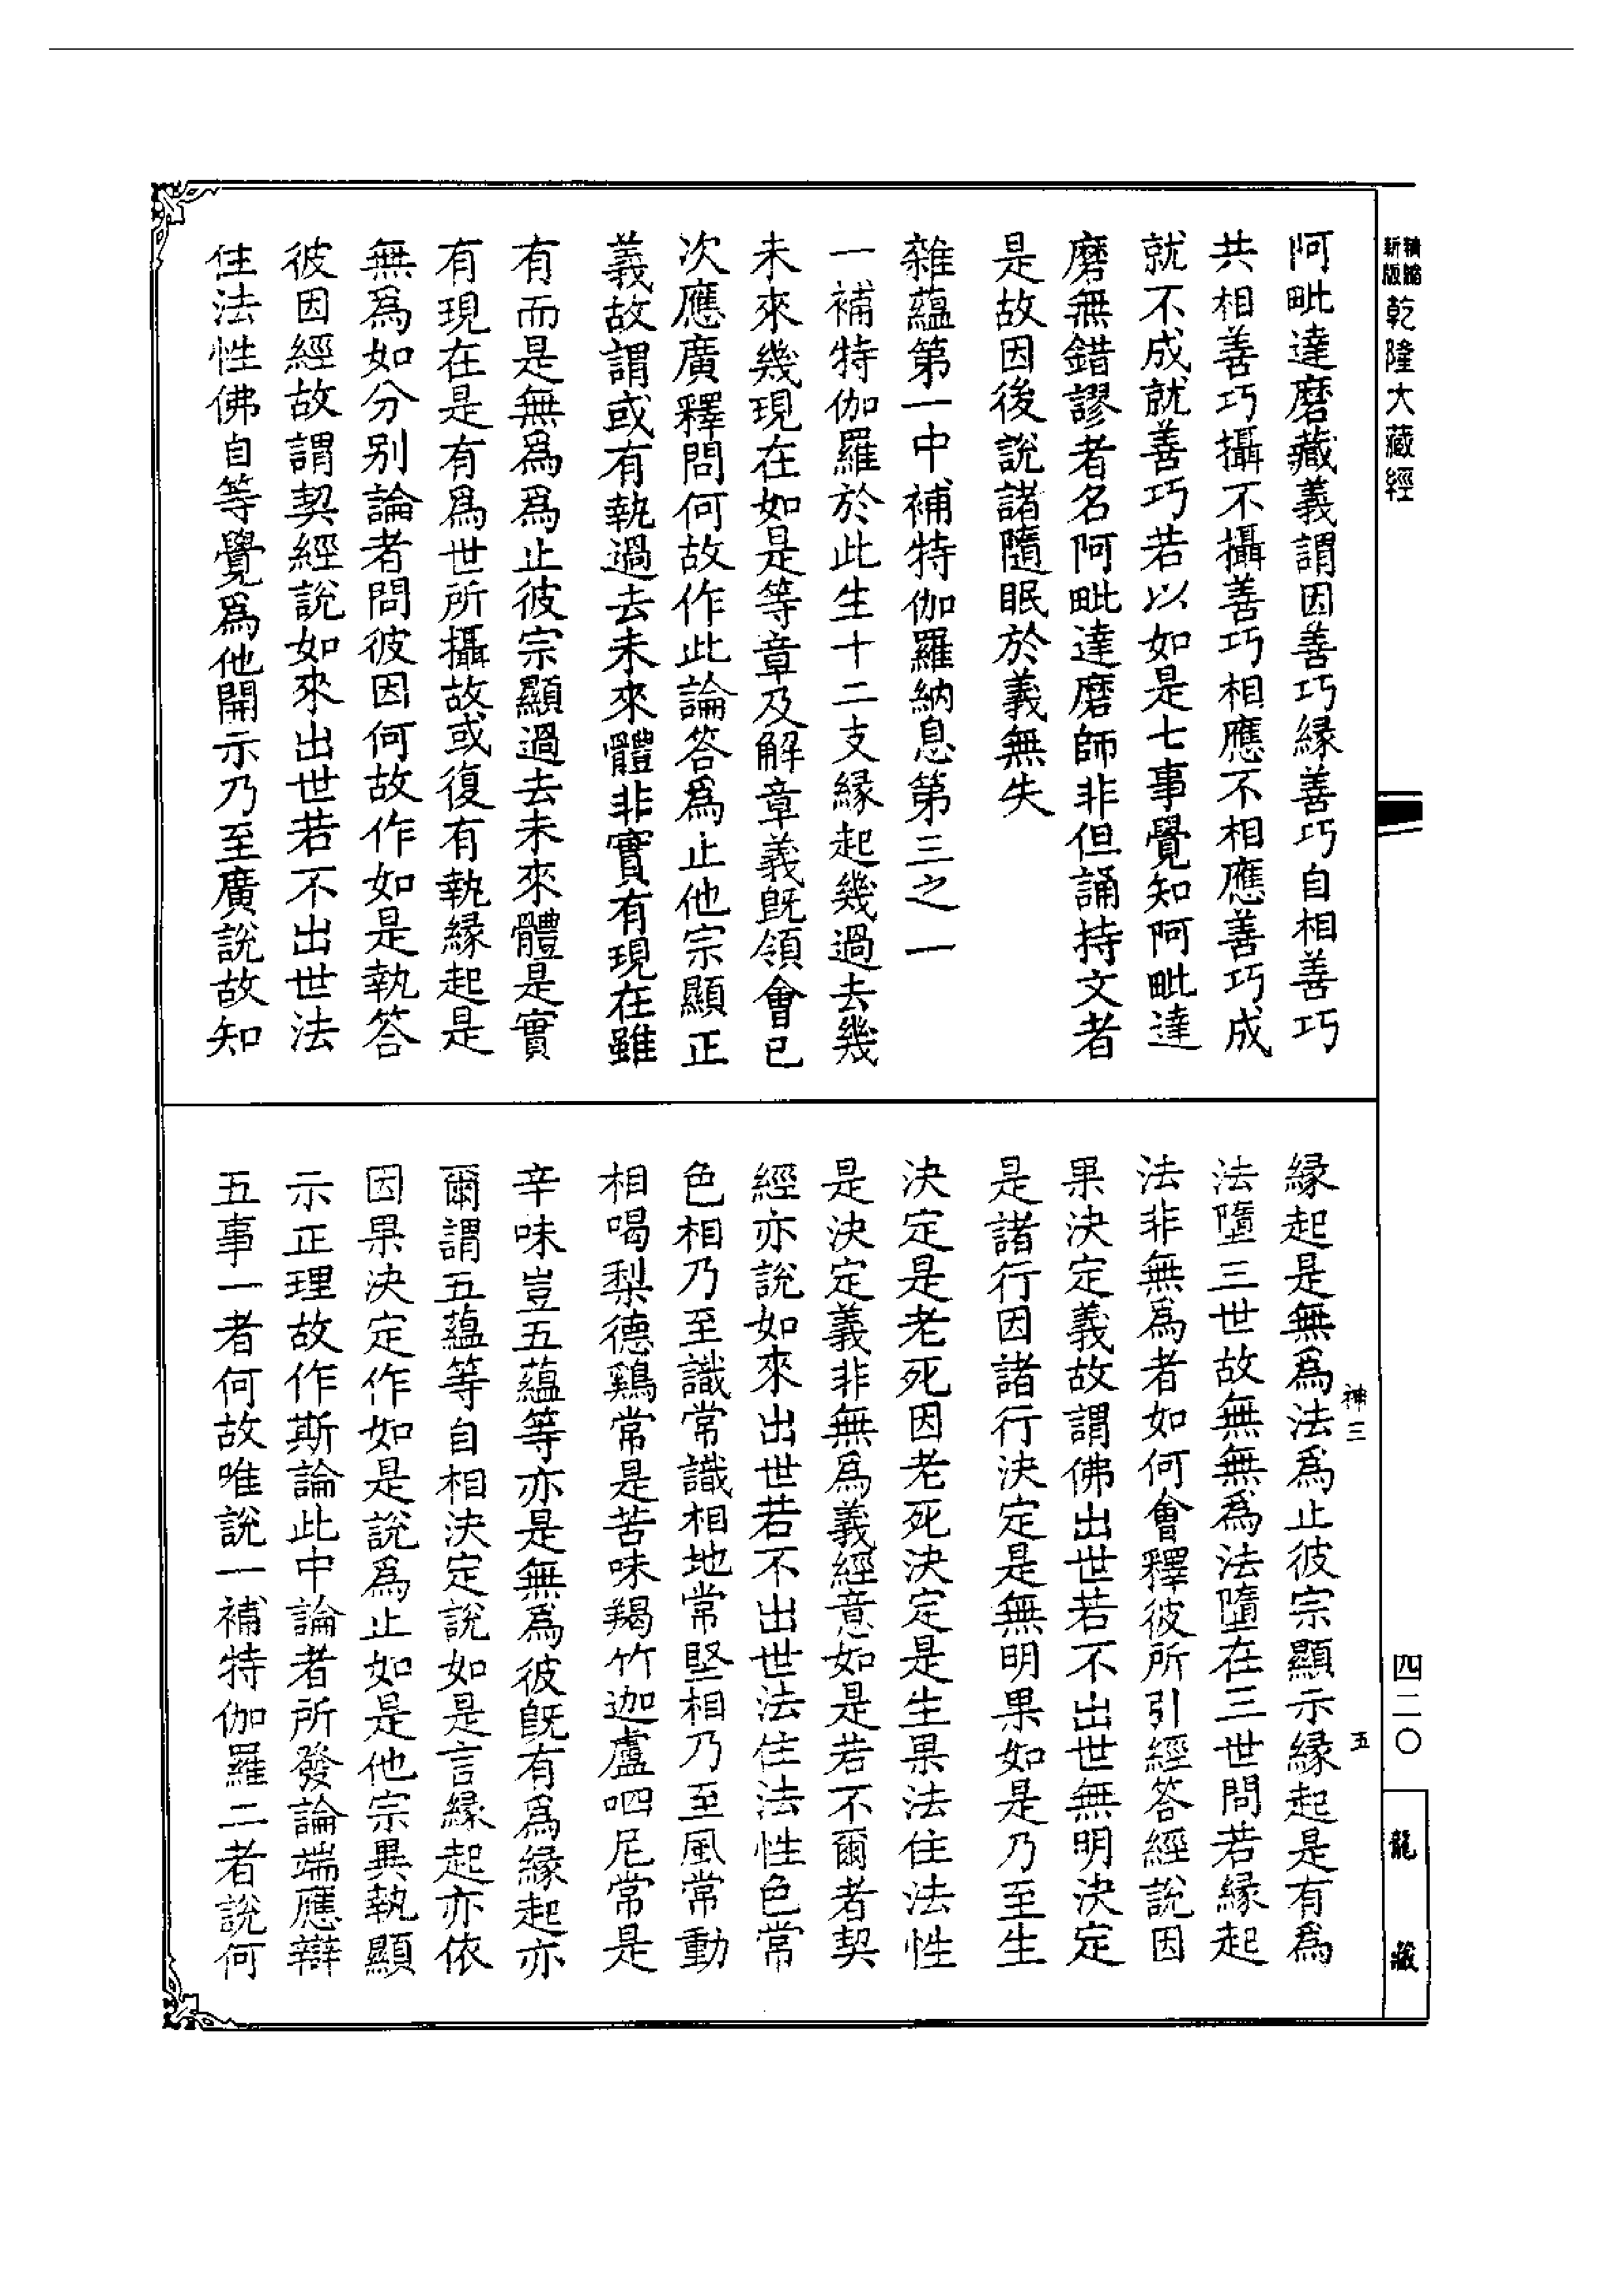 精縮新版乾隆大藏經
阿毗達磨藏義謂因善巧緣善巧自相善巧
共相善巧攝不攝善巧相應不相應善巧成
就不成就善巧若以如是七事覺知阿毗達
磨無錯謬者名阿毗達磨師非但誦持文者
是故因後說諸隨眠於義無失
雜蘊第一中補特伽羅納息第三之一
一補特伽羅於此生十二支緣起幾過去幾
未來幾現在如是等章及解章義既領會已
次應廣釋問何故作此論答為止他宗顯正
義故謂或有執過去未來體非實有現在雖
有而是無為為止彼宗顯過去未來體是實
有現在是有為世所攝故或復有執緣起是
無為如分別論者問彼因何故作如是執答
彼因經故謂契經說如來出世若不出世法
住法性佛自等覺為他開示乃至廣說故知
緣起是無為法為止彼宗顯示緣起是有為
法墮三世故無無為法墮在三世問若緣起
法非無為者如何會釋彼所引經答經說因
果決定義故謂佛出世若不出世無明決定
是諸行因諸行決定是無明果如是乃至生
決定是老死因老死決定是生果法住法性
是決定義非無為義經意如是若不爾者契
經亦說如來出世若不出世法住法性色常
色相乃至識常識相地常堅相乃至風常動
相喝梨德鷄常是苦味羯竹迦盧呬尼常是
辛味豈五蘊等亦是無為彼既有為緣起亦
爾謂五蘊等自相決定說如是言緣起亦依
因果決定作如是說為止如是他宗異執顯
示正理故作斯論此中論者所發論端應辯
五事一者何故唯說一補特伽羅二者說何
神三
五
四二〇
龍藏